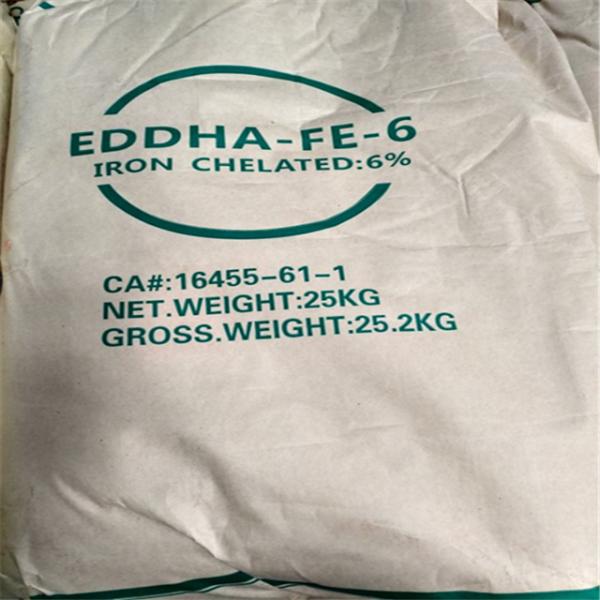 EDDHA-FE-6
IRON CHELATED:6%
CA#:16455-61-1
NET.WEIGHT:25KG
GROSS.WEIGHT:25.2KG